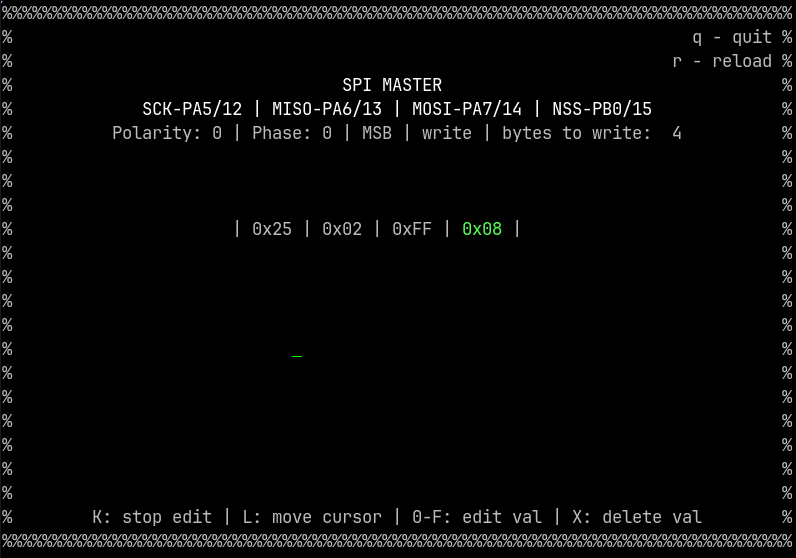 %%%%%%%%%%%%%%%%%%%%%%%%%%%%%%%%%%%%%%%%%%%%%%%%%%%%%%%%%%%%%%%%%%%%%%%%%%%%%%%%%
% q - quit %
% r - reload %
% SPI MASTER %
% SCK-PA5/12 | MISO-PA6/13 | MOSI-PA7/14 | NSS-PB0/15 %
% Polarity: 0 | Phase: 0 | MSB | write | bytes to write: 4 %
% %
% %
% %
% | 0x25 | 0x02 | 0xFF | 0x08 | %
% %
% %
% %
% %
% _ %
% %
% %
% %
% %
% %
% %
% K: stop edit | L: move cursor | 0-F: edit val | X: delete val %
%%%%%%%%%%%%%%%%%%%%%%%%%%%%%%%%%%%%%%%%%%%%%%%%%%%%%%%%%%%%%%%%%%%%%%%%%%%%%%%%%